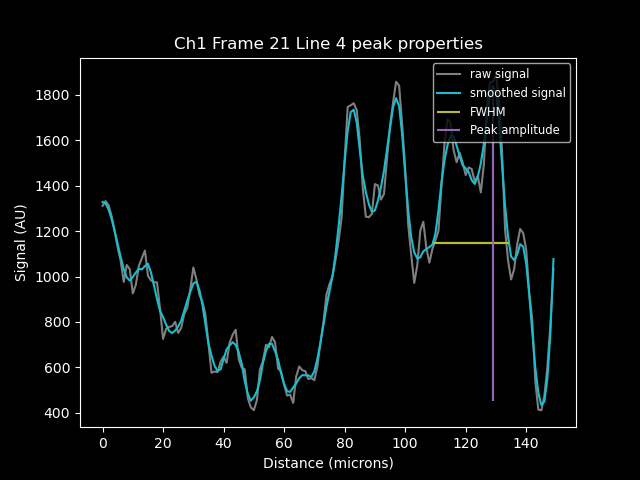 Ch1 Frame 21 Line 4 peak properties
raw signal
smoothed signal
FWHM
Peak amplitude
Signal (AU)
1800
1600
1400
1200
1000
800
600
400
0 20 40 60 80 100 120 140
Distance (microns)